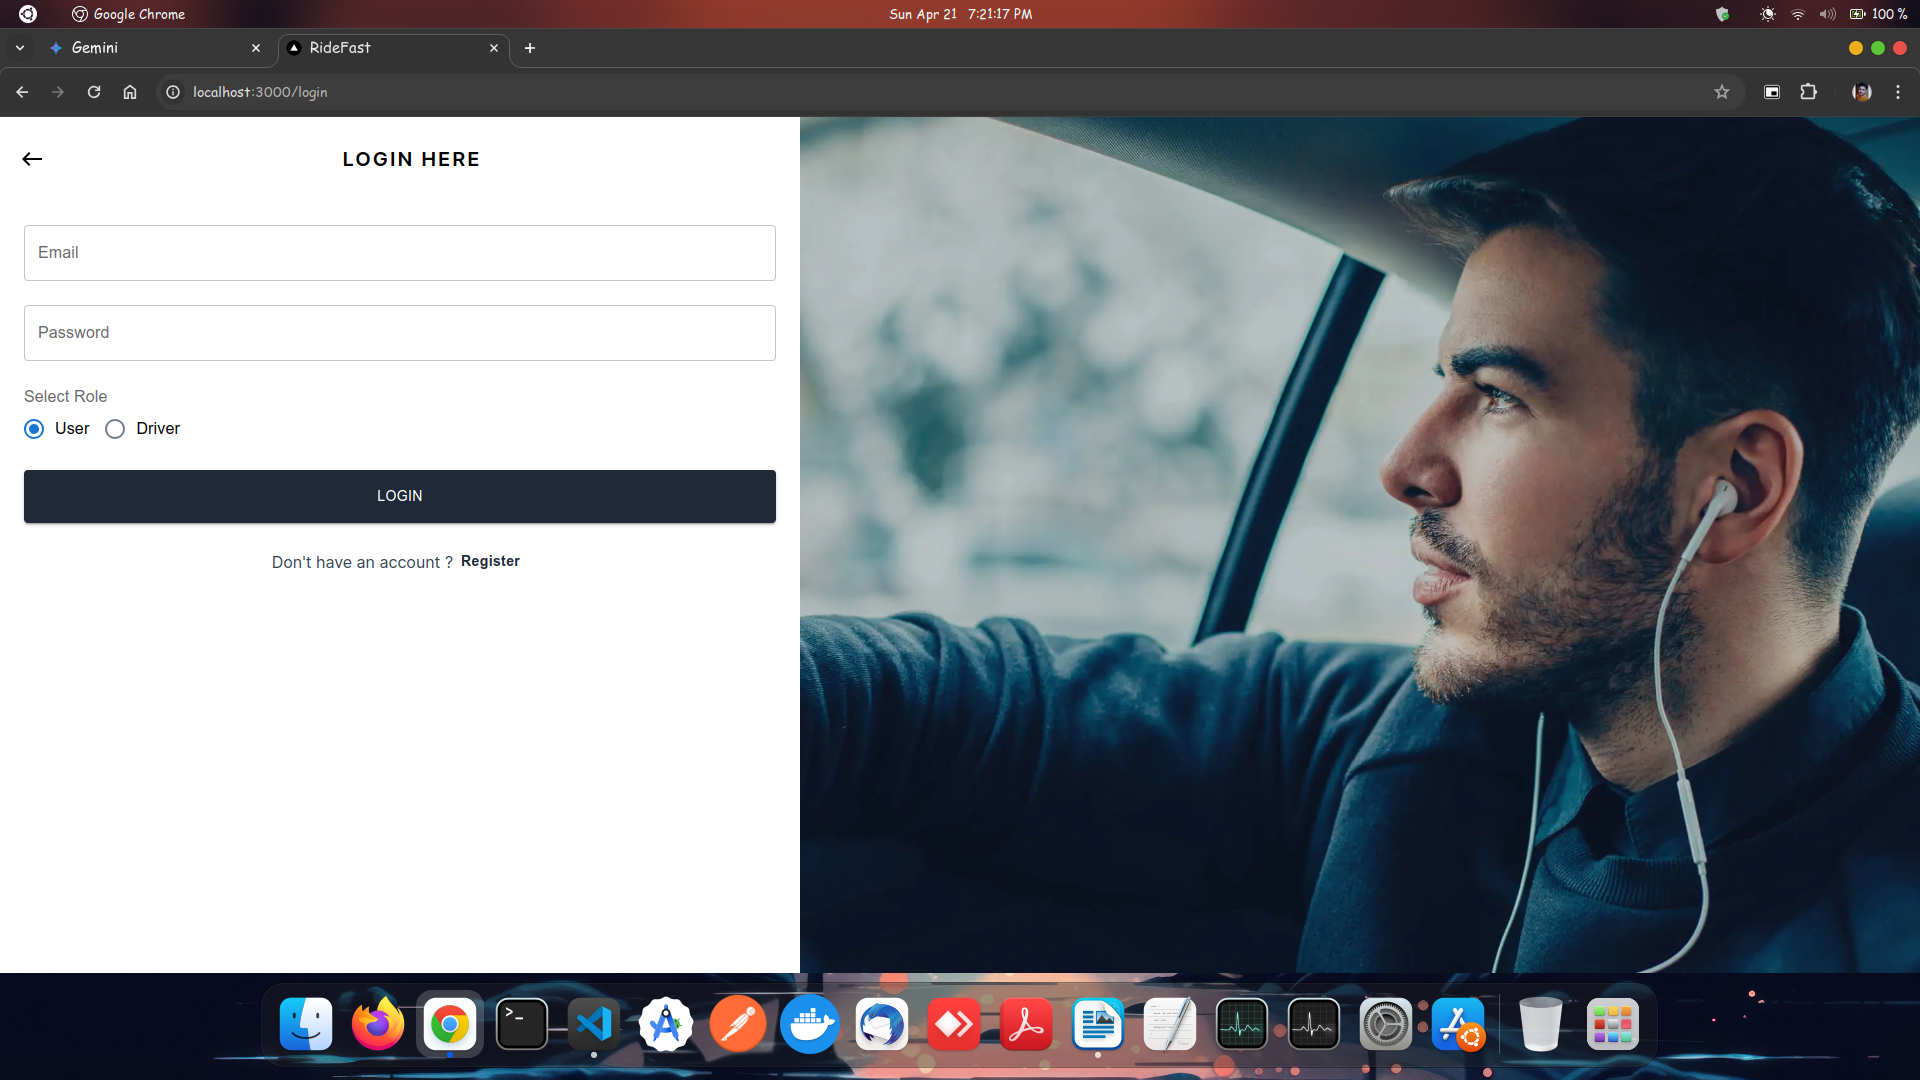 Google Chrome
Sun Apr 21 7:21:17 PM
100 %
Gemini
RideFast
localhost:3000/login
LOGIN HERE
Email
Password
Select Role
User
Driver
LOGIN
Don't have an account ? Register
>_